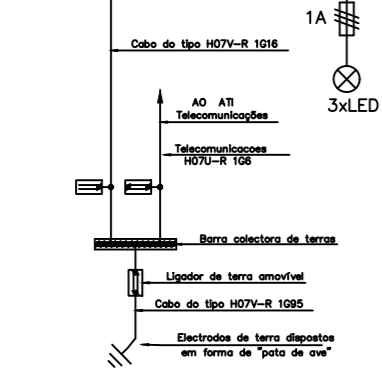 1A
Cabo do tipo H07V-R 1G16
3xLED
AO ATI
Telecomunicações
Telecomunicacoes
H07U-R 1G6
Barra colectora de terras
Ligador de terra amovível
Cabo do tipo H07V-R 1G95
Electrodos de terra dispostos
em forma de "pata de ave"